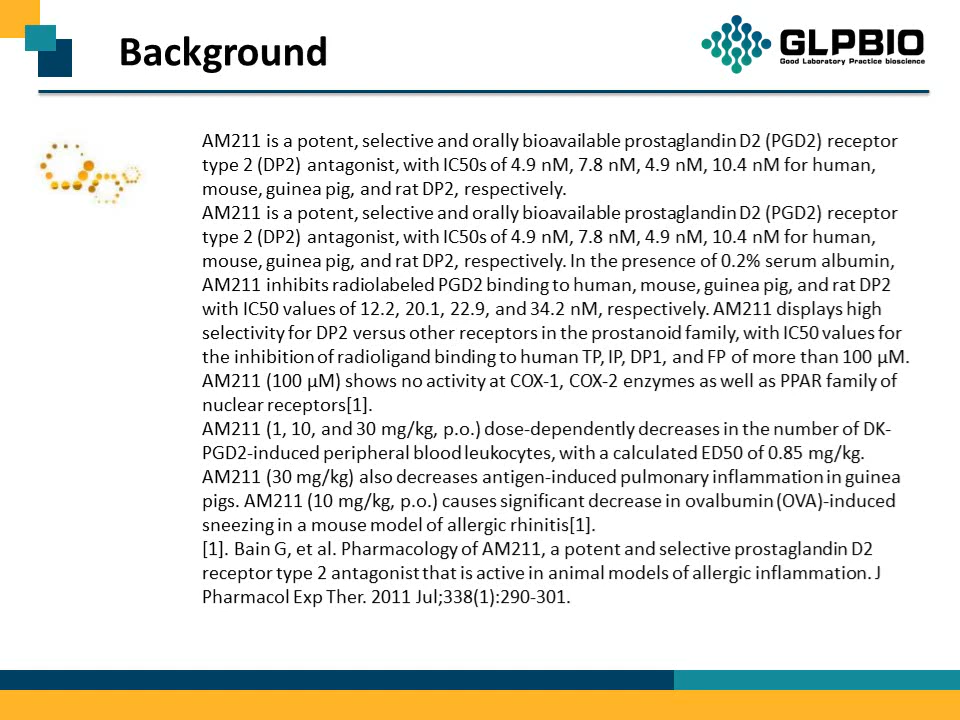 Background
GLPBIO
Good Laboratory Practice bioscience
AM211 is a potent, selective and orally bioavailable prostaglandin D2 (PGD2) receptor
type 2 (DP2) antagonist, with IC50s of 4.9 nM, 7.8 nM, 4.9 nM, 10.4 nM for human,
mouse, guinea pig, and rat DP2, respectively.
AM211 is a potent, selective and orally bioavailable prostaglandin D2 (PGD2) receptor
type 2 (DP2) antagonist, with IC50s of 4.9 nM, 7.8 nM, 4.9 nM, 10.4 nM for human,
mouse, guinea pig, and rat DP2, respectively. In the presence of 0.2% serum albumin,
AM211 inhibits radiolabeled PGD2 binding to human, mouse, guinea pig, and rat DP2
with IC50 values of 12.2, 20.1, 22.9, and 34.2 nM, respectively. AM211 displays high
selectivity for DP2 versus other receptors in the prostanoid family, with IC50 values for
the inhibition of radioligand binding to human TP, IP, DP1, and FP of more than 100 μM.
AM211 (100 μM) shows no activity at COX-1, COX-2 enzymes as well as PPAR family of
nuclear receptors[1].
AM211 (1, 10, and 30 mg/kg, p.o.) dose-dependently decreases in the number of DK-
PGD2-induced peripheral blood leukocytes, with a calculated ED50 of 0.85 mg/kg.
AM211 (30 mg/kg) also decreases antigen-induced pulmonary inflammation in guinea
pigs. AM211 (10 mg/kg, p.o.) causes significant decrease in ovalbumin (OVA)-induced
sneezing in a mouse model of allergic rhinitis[1].
[1]. Bain G, et al. Pharmacology of AM211, a potent and selective prostaglandin D2
receptor type 2 antagonist that is active in animal models of allergic inflammation. J
Pharmacol Exp Ther. 2011 Jul;338(1):290-301.